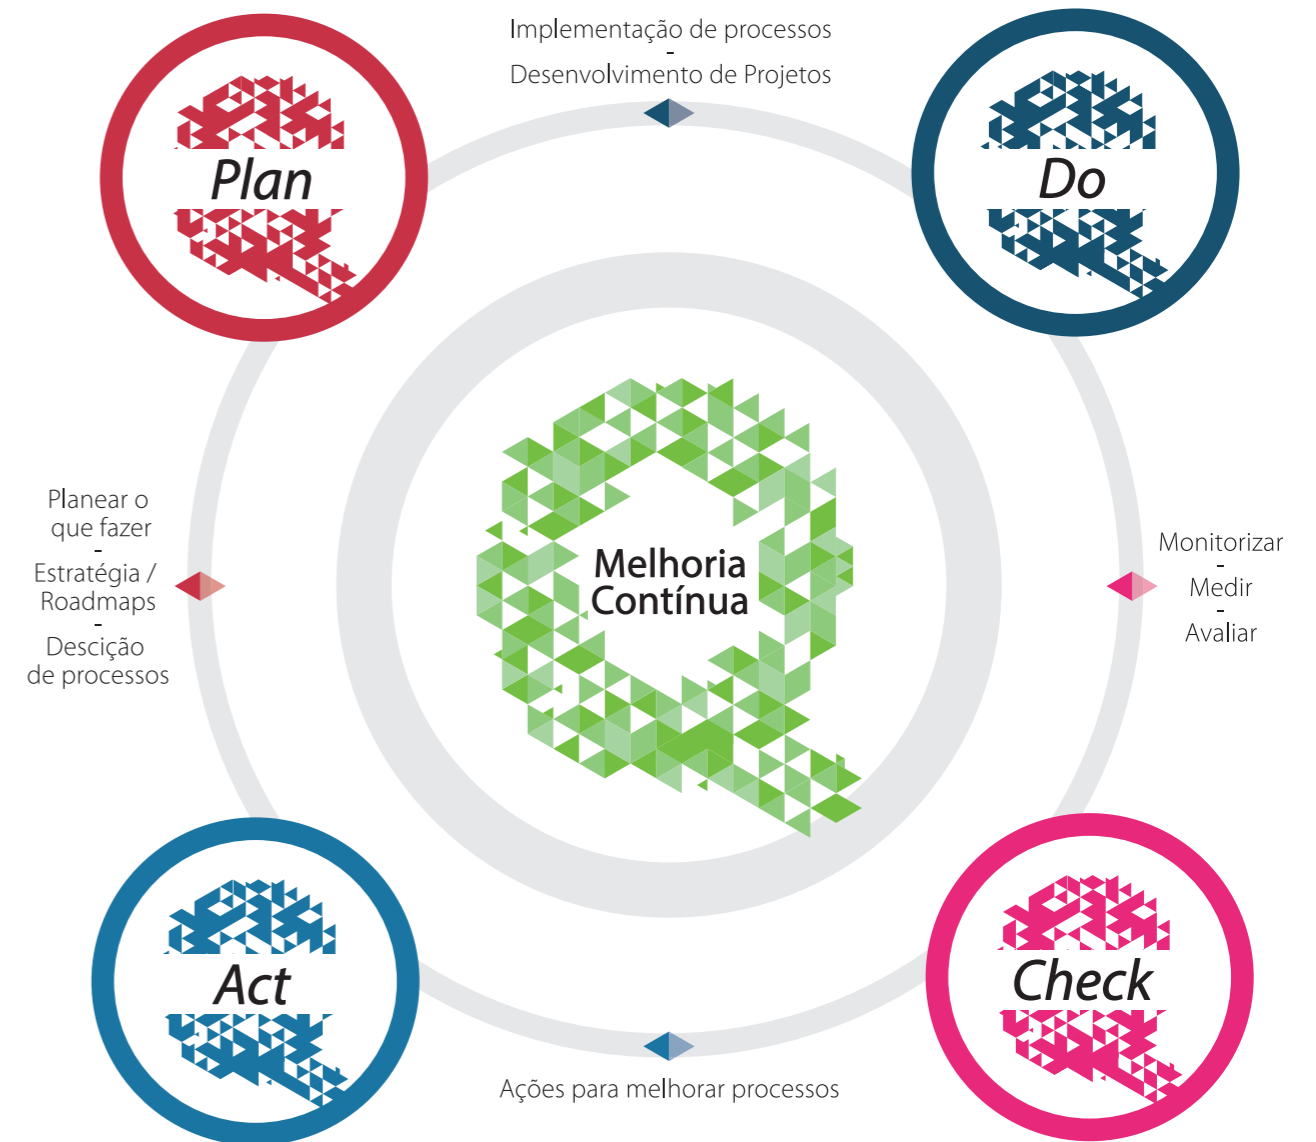 Implementação de processos
-
Desenvolvimento de Projetos
Plan
Do
Planear o
que fazer
-
Estratégia /
Roadmaps
-
Descição
de processos
Melhoria
Contínua
Monitorizar
-
Medir
-
Avaliar
Act
Check
Ações para melhorar processos